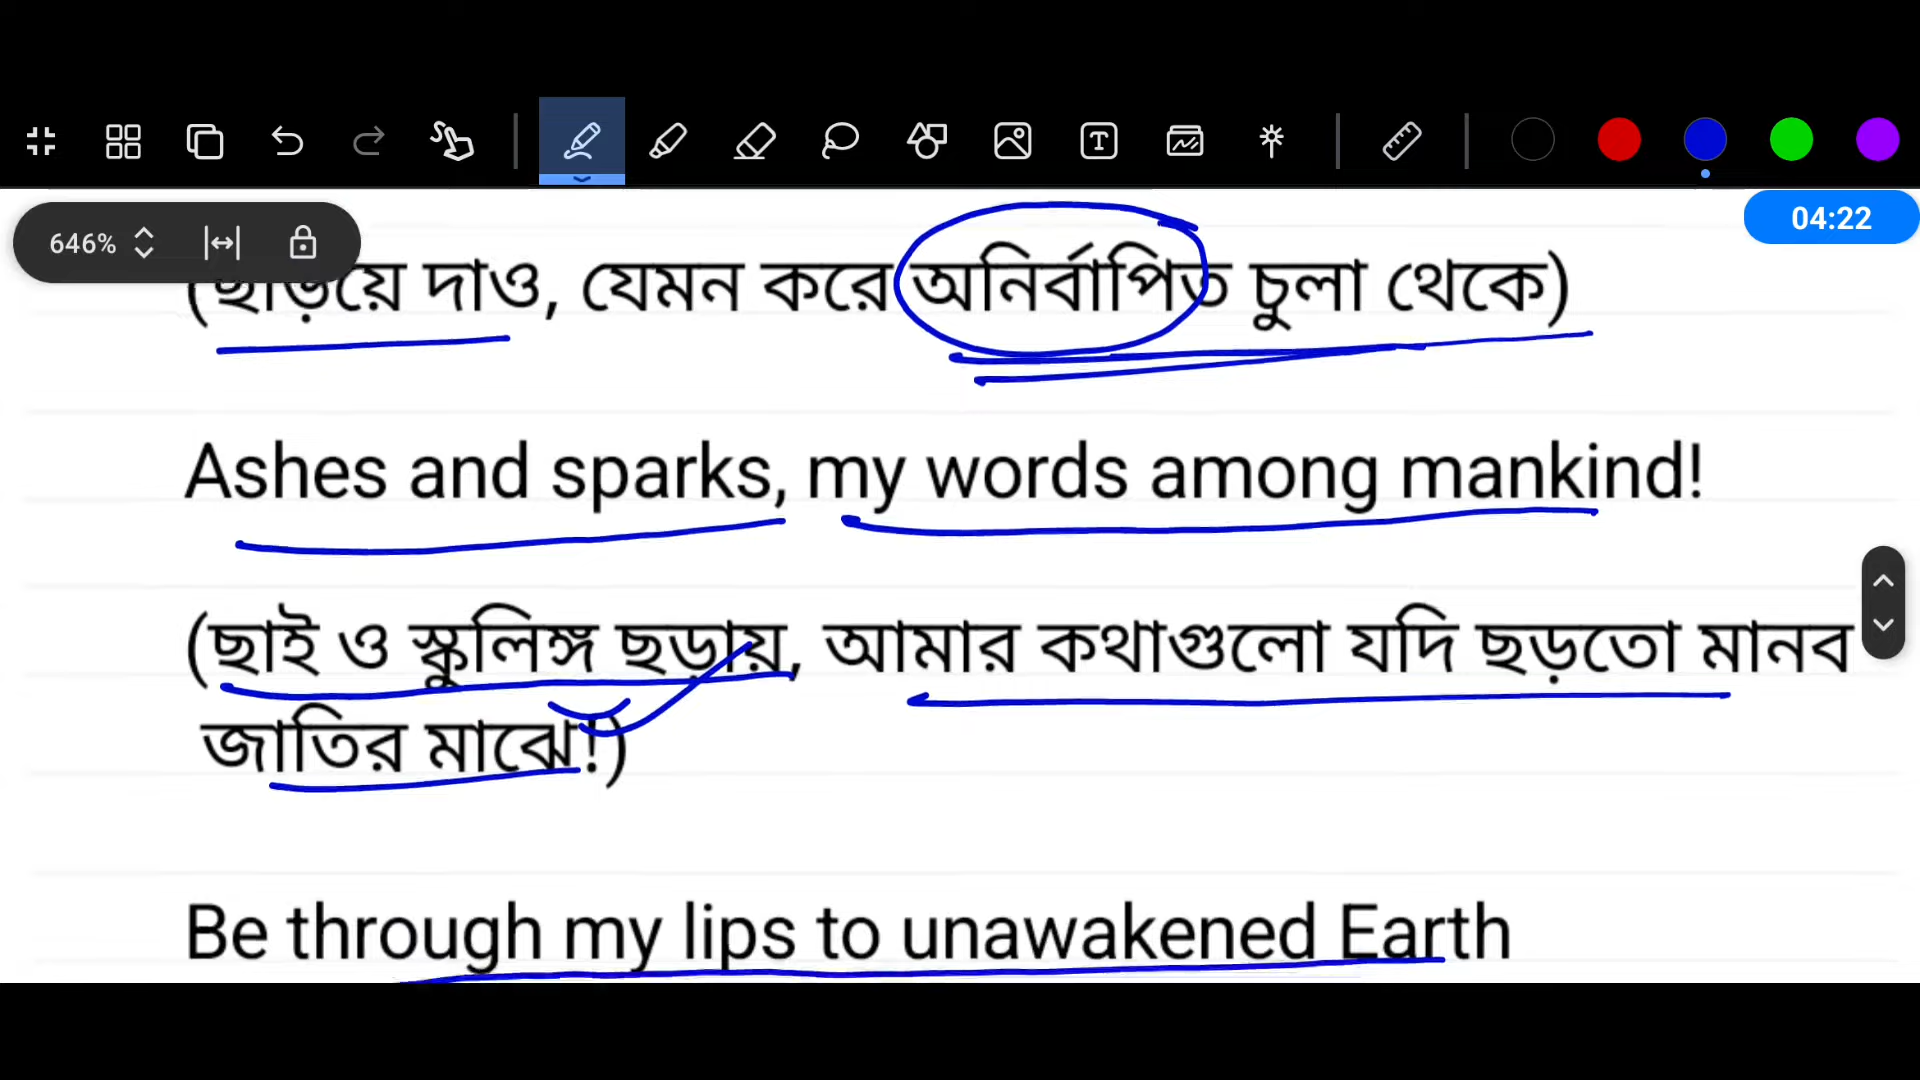 646%
04:22
(ছড়িয়ে দাও, যেমন করে অনির্বাপিত চুলা থেকে)
Ashes and sparks, my words among mankind!
(ছাই ও স্কুলিঙ্গ ছড়ায়, আমার কথাগুলো যদি ছড়তো মানব
জাতির মাঝে!)
Be through my lips to unawakened Earth